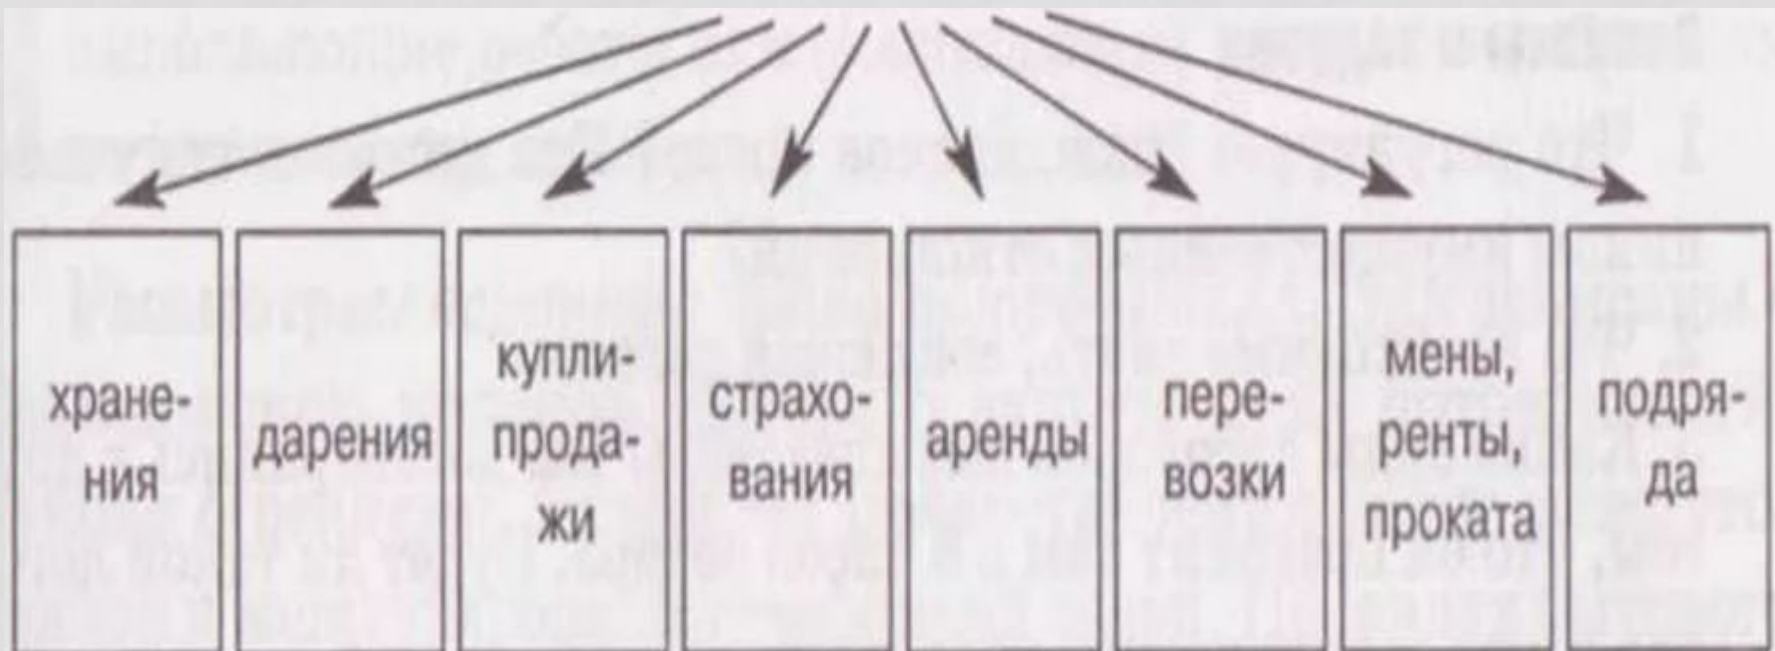 хране-
ния
дарения
купли-
прода-
жи
страхо-
вания
аренды
пере-
возки
мены,
ренты,
проката
подря-
да